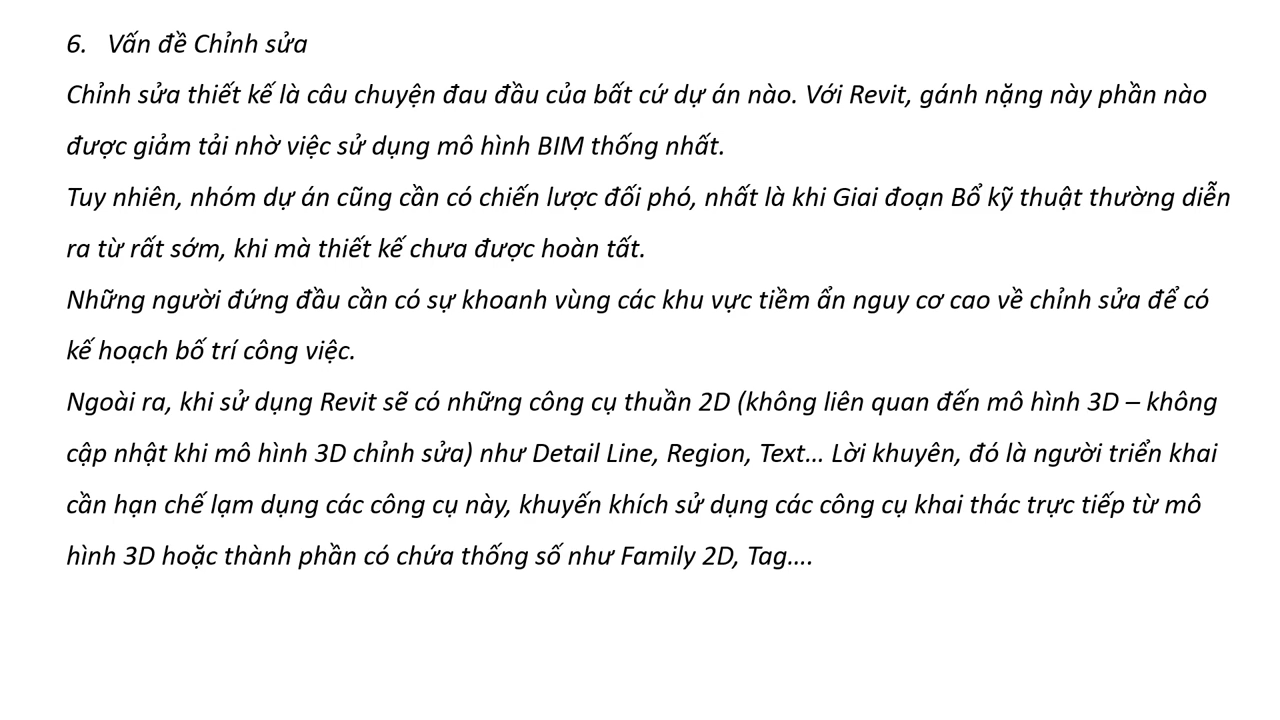 6. Vấn đề Chỉnh sửa
Chỉnh sửa thiết kế là câu chuyện đau đầu của bất cứ dự án nào. Với Revit, gánh nặng này phần nào
được giảm tải nhờ việc sử dụng mô hình BIM thống nhất.
Tuy nhiên, nhóm dự án cũng cần có chiến lược đối phó, nhất là khi Giai đoạn Bổ kỹ thuật thường diễn
ra từ rất sớm, khi mà thiết kế chưa được hoàn tất.
Những người đứng đầu cần có sự khoanh vùng các khu vực tiềm ẩn nguy cơ cao về chỉnh sửa để có
kế hoạch bố trí công việc.
Ngoài ra, khi sử dụng Revit sẽ có những công cụ thuần 2D (không liên quan đến mô hình 3D – không
cập nhật khi mô hình 3D chỉnh sửa) như Detail Line, Region, Text… Lời khuyên, đó là người triển khai
cần hạn chế lạm dụng các công cụ này, khuyến khích sử dụng các công cụ khai thác trực tiếp từ mô
hình 3D hoặc thành phần có chứa thống số như Family 2D, Tag….